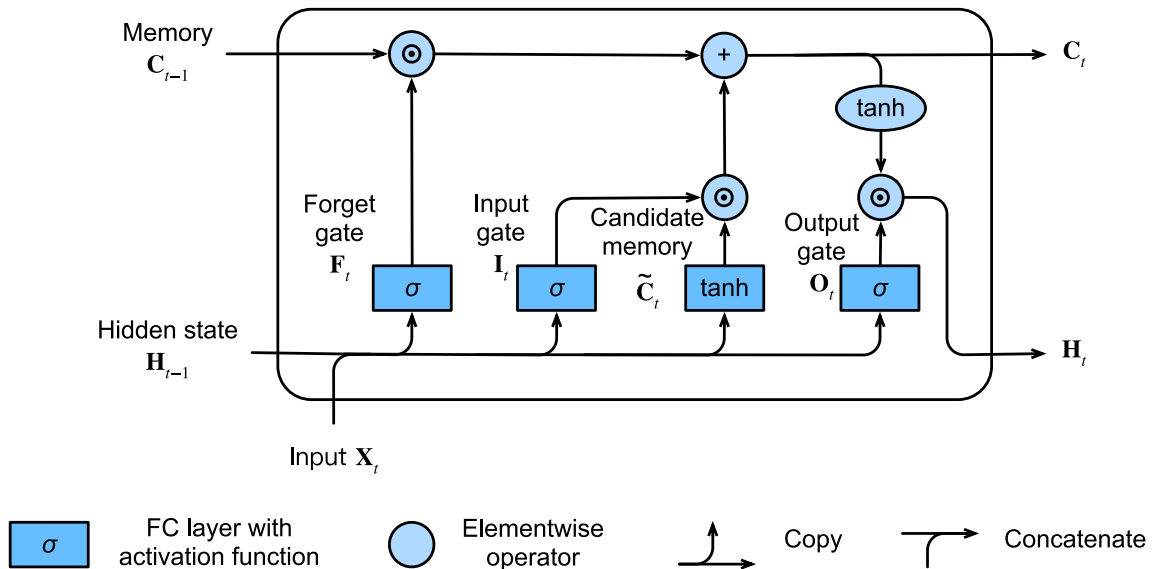 Memory
C_{t−1}
⊙
+
C_t
tanh
Forget
gate
F_t
Input
gate
I_t
⊙
Candidate
memory
C̃_t
Output
gate
O_t
⊙
σ
σ
tanh
σ
Hidden state
H_{t−1}
H_t
Input X_t
σ
FC layer with
activation function
Elementwise
operator
Copy
Concatenate